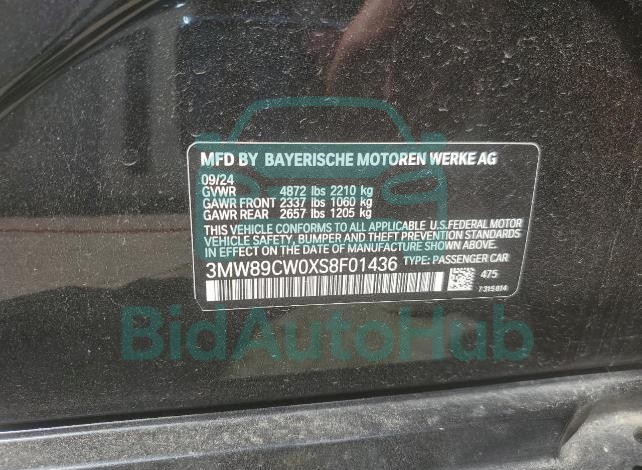 MFD BY BAYERISCHE MOTOREN WERKE AG
09/24
GVWR 4872 lbs 2210 kg
GAWR FRONT 2337 lbs 1060 kg
GAWR REAR 2657 lbs 1205 kg
THIS VEHICLE CONFORMS TO ALL APPLICABLE U.S.FEDERAL MOTOR
VEHICLE SAFETY, BUMPER, AND THEFT PREVENTION STANDARDS
IN EFFECT ON THE DATE OF MANUFACTURE SHOWN ABOVE.
3MW89CW0XS8F01436 TYPE: PASSENGER CAR
475
7315814
BidAutoHub